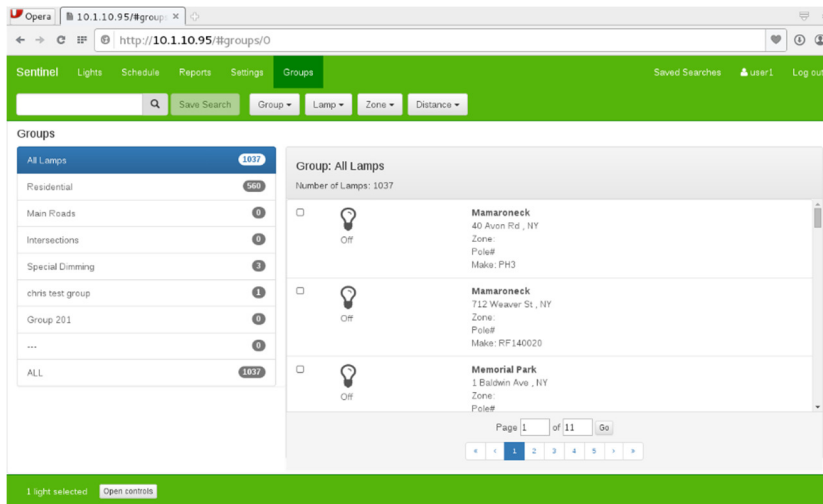 Opera
10.1.10.95/#group
http://10.1.10.95/#groups/0
Sentinel Lights Schedule Reports Settings Groups Saved Searches user1 Log out
Save Search Group Lamp Zone Distance
Groups
All Lamps 1037
Residential 560
Main Roads 0
Intersections 0
Special Dimming 3
chris test group 1
Group 201 0
--- 0
ALL 1037
Group: All Lamps
Number of Lamps: 1037
Off
Mamaroneck
40 Avon Rd , NY
Zone:
Pole#
Make: PH3
Off
Mamaroneck
712 Weaver St , NY
Zone:
Pole#
Make: RF140020
Off
Memorial Park
1 Baldwin Ave , NY
Zone:
Pole#
Page 1 of 11 Go
« ‹ 1 2 3 4 5 › »
1 light selected Open controls